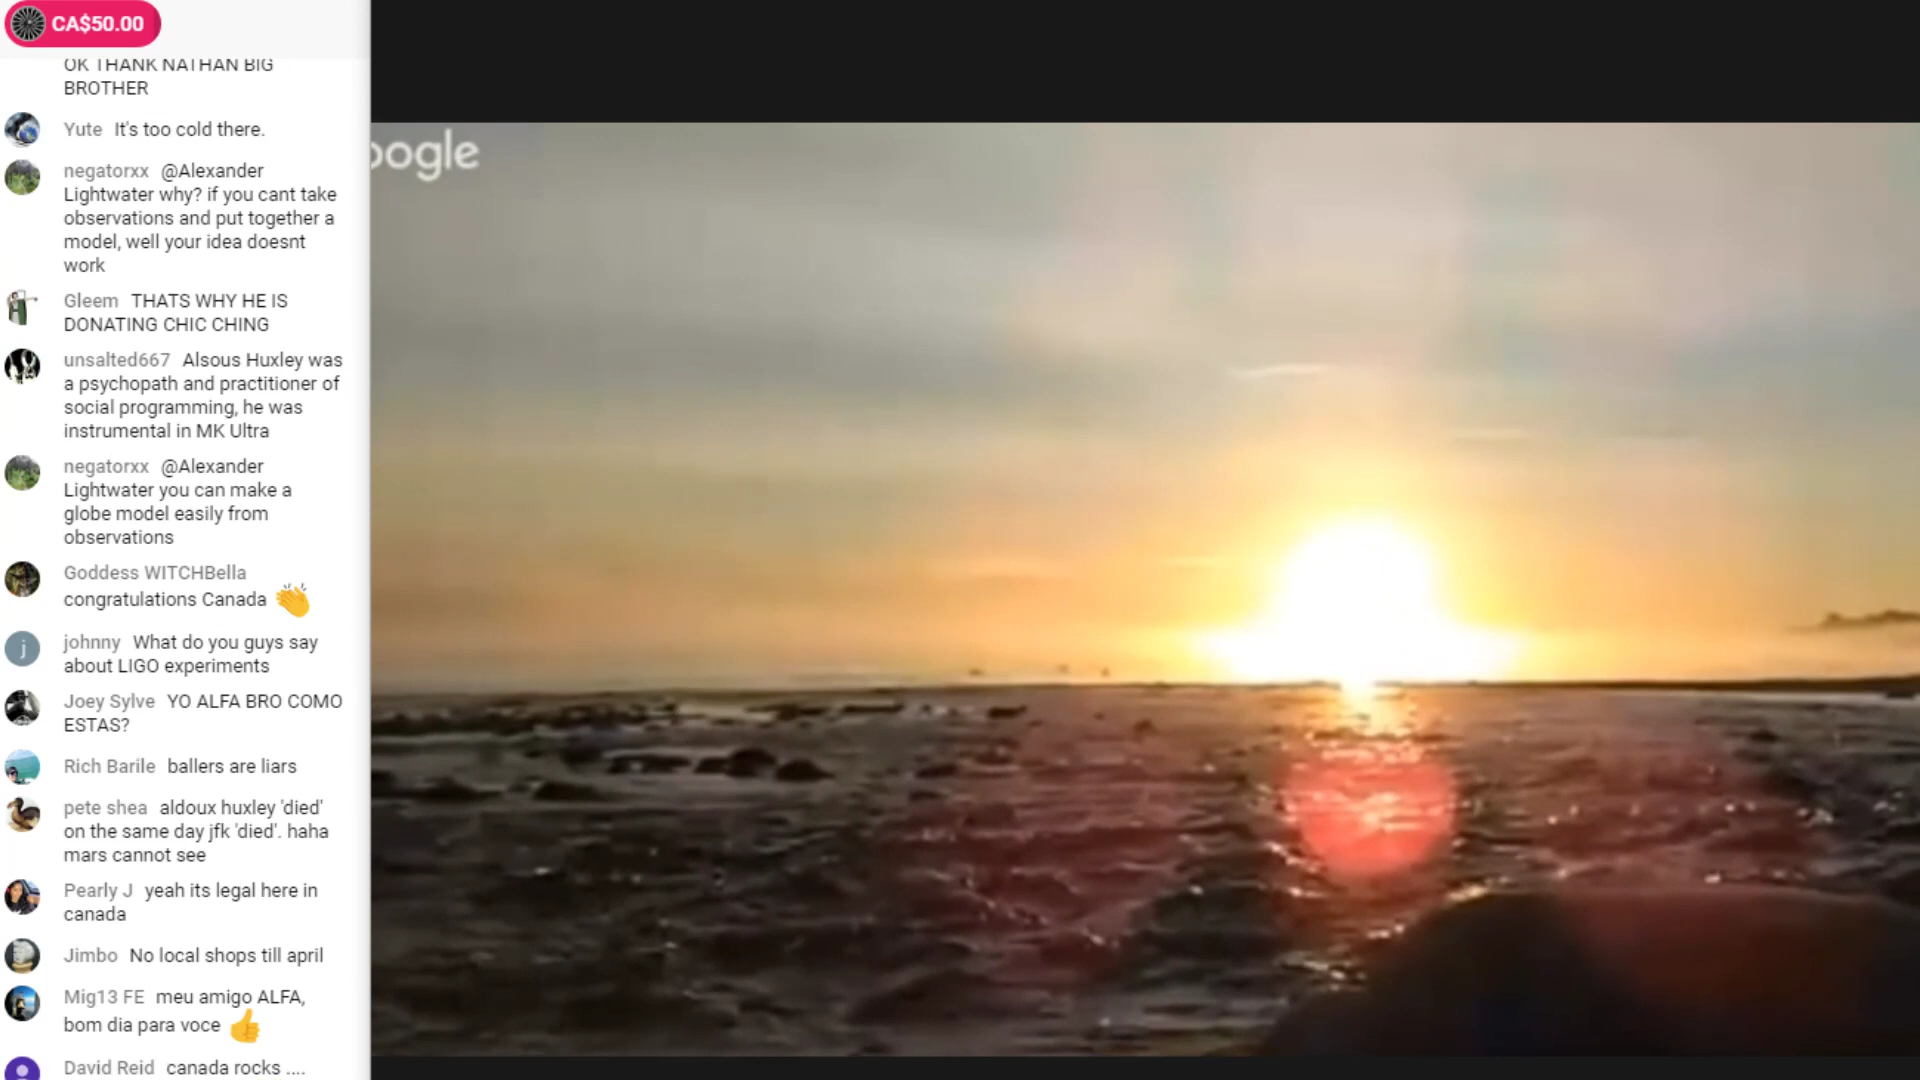 CA$50.00
OK THANK NATHAN BIG
BROTHER
Yute It's too cold there.
negatorxx @Alexander
Lightwater why? if you cant take
observations and put together a
model, well your idea doesnt
work
Gleem THATS WHY HE IS
DONATING CHIC CHING
unsalted667 Alsous Huxley was
a psychopath and practitioner of
social programming, he was
instrumental in MK Ultra
negatorxx @Alexander
Lightwater you can make a
globe model easily from
observations
Goddess WITCHBella
congratulations Canada
johnny What do you guys say
about LIGO experiments
Joey Sylve YO ALFA BRO COMO
ESTAS?
Rich Barile ballers are liars
pete shea aldoux huxley 'died'
on the same day jfk 'died'. haha
mars cannot see
Pearly J yeah its legal here in
canada
Jimbo No local shops till april
Mig13 FE meu amigo ALFA,
bom dia para voce
David Reid canada rocks ....
j
oogle